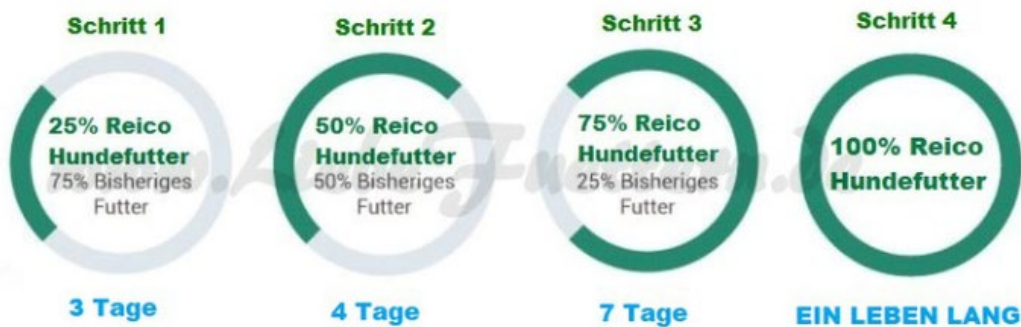 Schritt 1
25% Reico
Hundefutter
75% Bisheriges
Futter
3 Tage
Schritt 2
50% Reico
Hundefutter
50% Bisheriges
Futter
4 Tage
Schritt 3
75% Reico
Hundefutter
25% Bisheriges
Futter
7 Tage
Schritt 4
100% Reico
Hundefutter
EIN LEBEN LANG